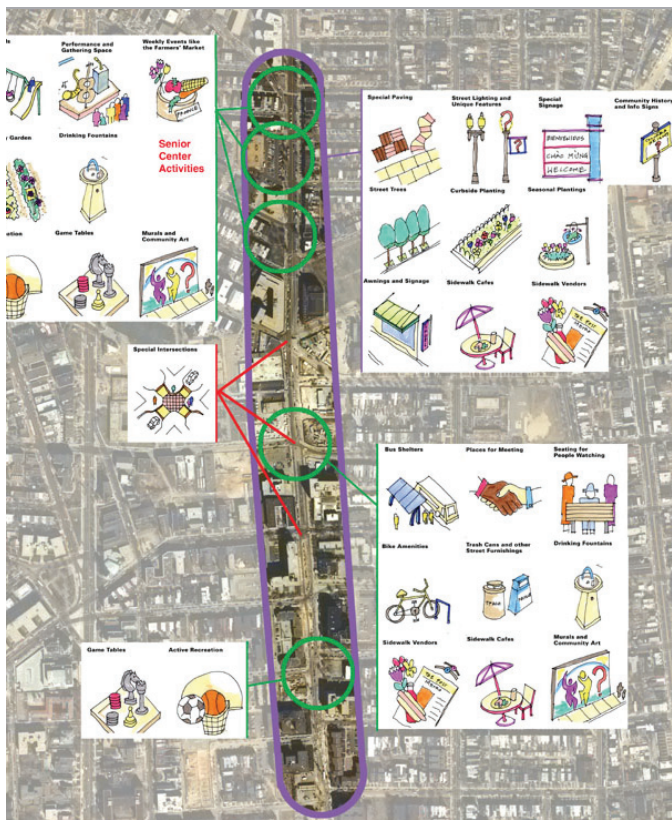 Performance and
Gathering Space
Weekly Events like
the Farmers' Market
PRODUCE
Garden
Drinking Fountains
Senior
Center
Activities
Game Tables
Murals and
Community Art
Special Paving
Street Lighting and
Unique Features
Special
Signage
Community History
and Info Signs
BIENVENIDOS
CHÀO MỪNG
WELCOME
Street Trees
Curbside Planting
Seasonal Plantings
Awnings and Signage
Sidewalk Cafes
Sidewalk Vendors
Special Intersections
Bus Shelters
Places for Meeting
Seating for
People Watching
Bike Amenities
Trash Cans and other
Street Furnishings
Drinking Fountains
TRASH
Sidewalk Vendors
Sidewalk Cafes
Murals and
Community Art
Game Tables
Active Recreation